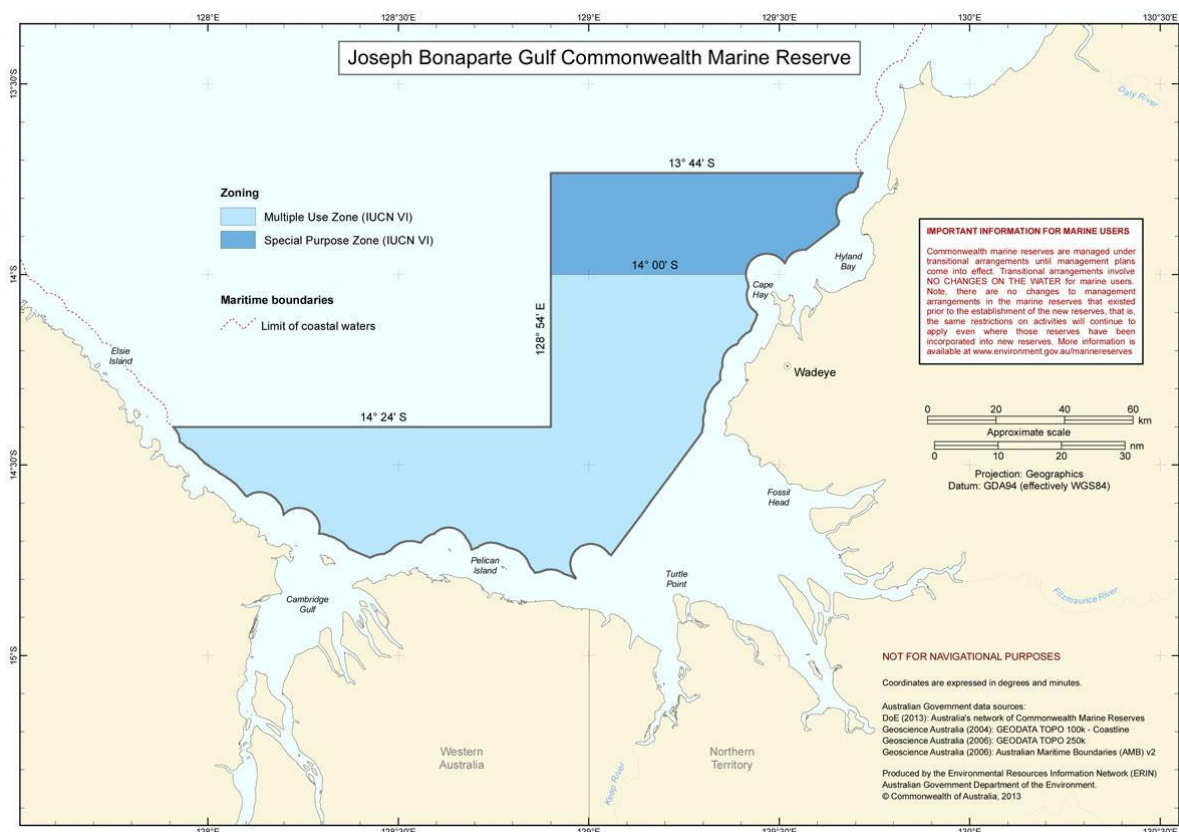 128°E
128°30'E
129°E
129°30'E
130°E
130°30'E
Joseph Bonaparte Gulf Commonwealth Marine Reserve
13°30'S
Daly River
13° 44' S
Zoning
Multiple Use Zone (IUCN VI)
Special Purpose Zone (IUCN VI)
IMPORTANT INFORMATION FOR MARINE USERS
Commonwealth marine reserves are managed under
transitional arrangements until management plans
come into effect. Transitional arrangements involve
NO CHANGES ON THE WATER for marine users.
Note, there are no changes to management
arrangements in the marine reserves that existed
prior to the establishment of the new reserves, that is,
the same restrictions on activities will continue to
apply even where those reserves have been
incorporated into new reserves. More information is
available at www.environment.gov.au/marinereserves
Hyland
Bay
14° 00' S
14°S
Cape
Hay
Maritime boundaries
Limit of coastal waters
128° 54' E
Elsie
Island
Wadeye
14° 24' S
0 20 40 60
km
Approximate scale
nm
0 10 20 30
14°30'S
Projection: Geographics
Datum: GDA94 (effectively WGS84)
Fossil
Head
Pelican
Island
Turtle
Point
Cambridge
Gulf
Fitzmaurice River
15°S
NOT FOR NAVIGATIONAL PURPOSES
Coordinates are expressed in degrees and minutes.
Australian Government data sources:
DoE (2013): Australia's network of Commonwealth Marine Reserves
Geoscience Australia (2004): GEODATA TOPO 100k - Coastline
Geoscience Australia (2006): GEODATA TOPO 250k
Geoscience Australia (2006): Australian Maritime Boundaries (AMB) v2
Western
Australia
Northern
Territory
Keep River
Produced by the Environmental Resources Information Network (ERIN)
Australian Government Department of the Environment.
© Commonwealth of Australia, 2013
128°E
128°30'E
129°E
129°30'E
130°E
130°30'E